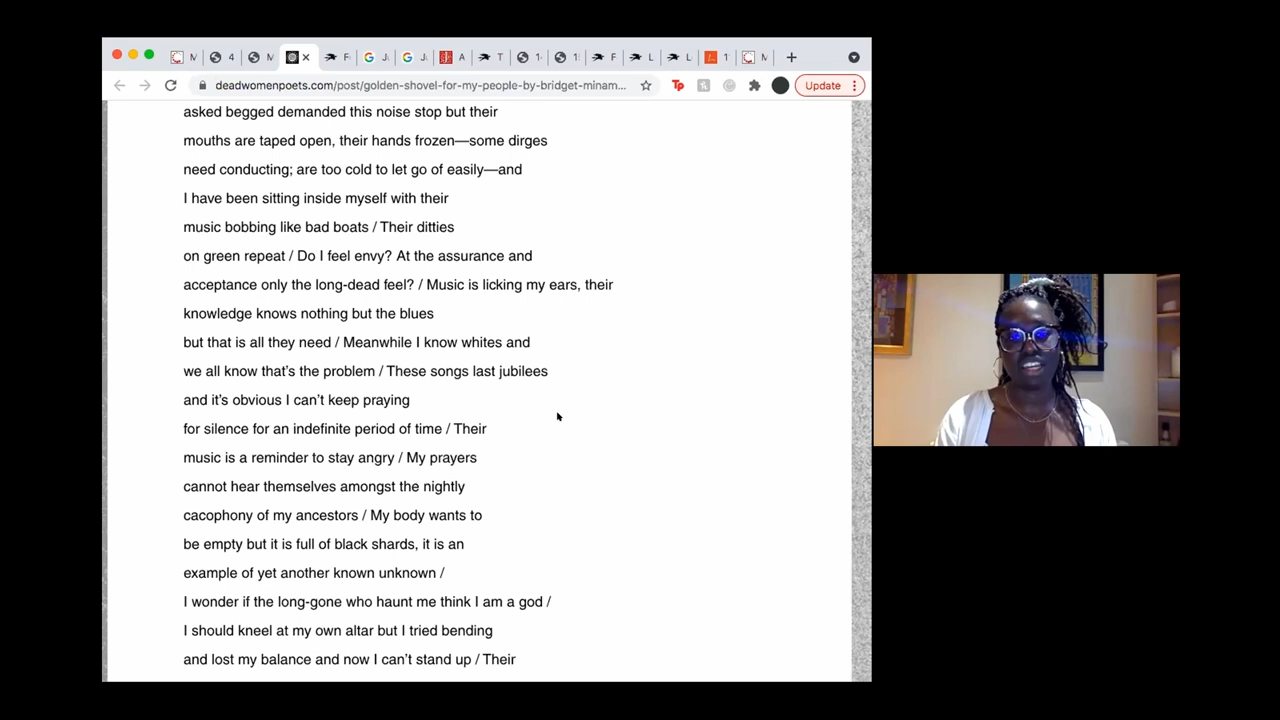 M
4
M
F
J
J
A
T
1
1
F
L
L
1
M
deadwomenpoets.com/post/golden-shovel-for-my-people-by-bridget-minam...
Tp
Update
asked begged demanded this noise stop but their
mouths are taped open, their hands frozen—some dirges
need conducting; are too cold to let go of easily—and
I have been sitting inside myself with their
music bobbing like bad boats / Their ditties
on green repeat / Do I feel envy? At the assurance and
acceptance only the long-dead feel? / Music is licking my ears, their
knowledge knows nothing but the blues
but that is all they need / Meanwhile I know whites and
we all know that’s the problem / These songs last jubilees
and it’s obvious I can’t keep praying
for silence for an indefinite period of time / Their
music is a reminder to stay angry / My prayers
cannot hear themselves amongst the nightly
cacophony of my ancestors / My body wants to
be empty but it is full of black shards, it is an
example of yet another known unknown /
I wonder if the long-gone who haunt me think I am a god /
I should kneel at my own altar but I tried bending
and lost my balance and now I can’t stand up / Their